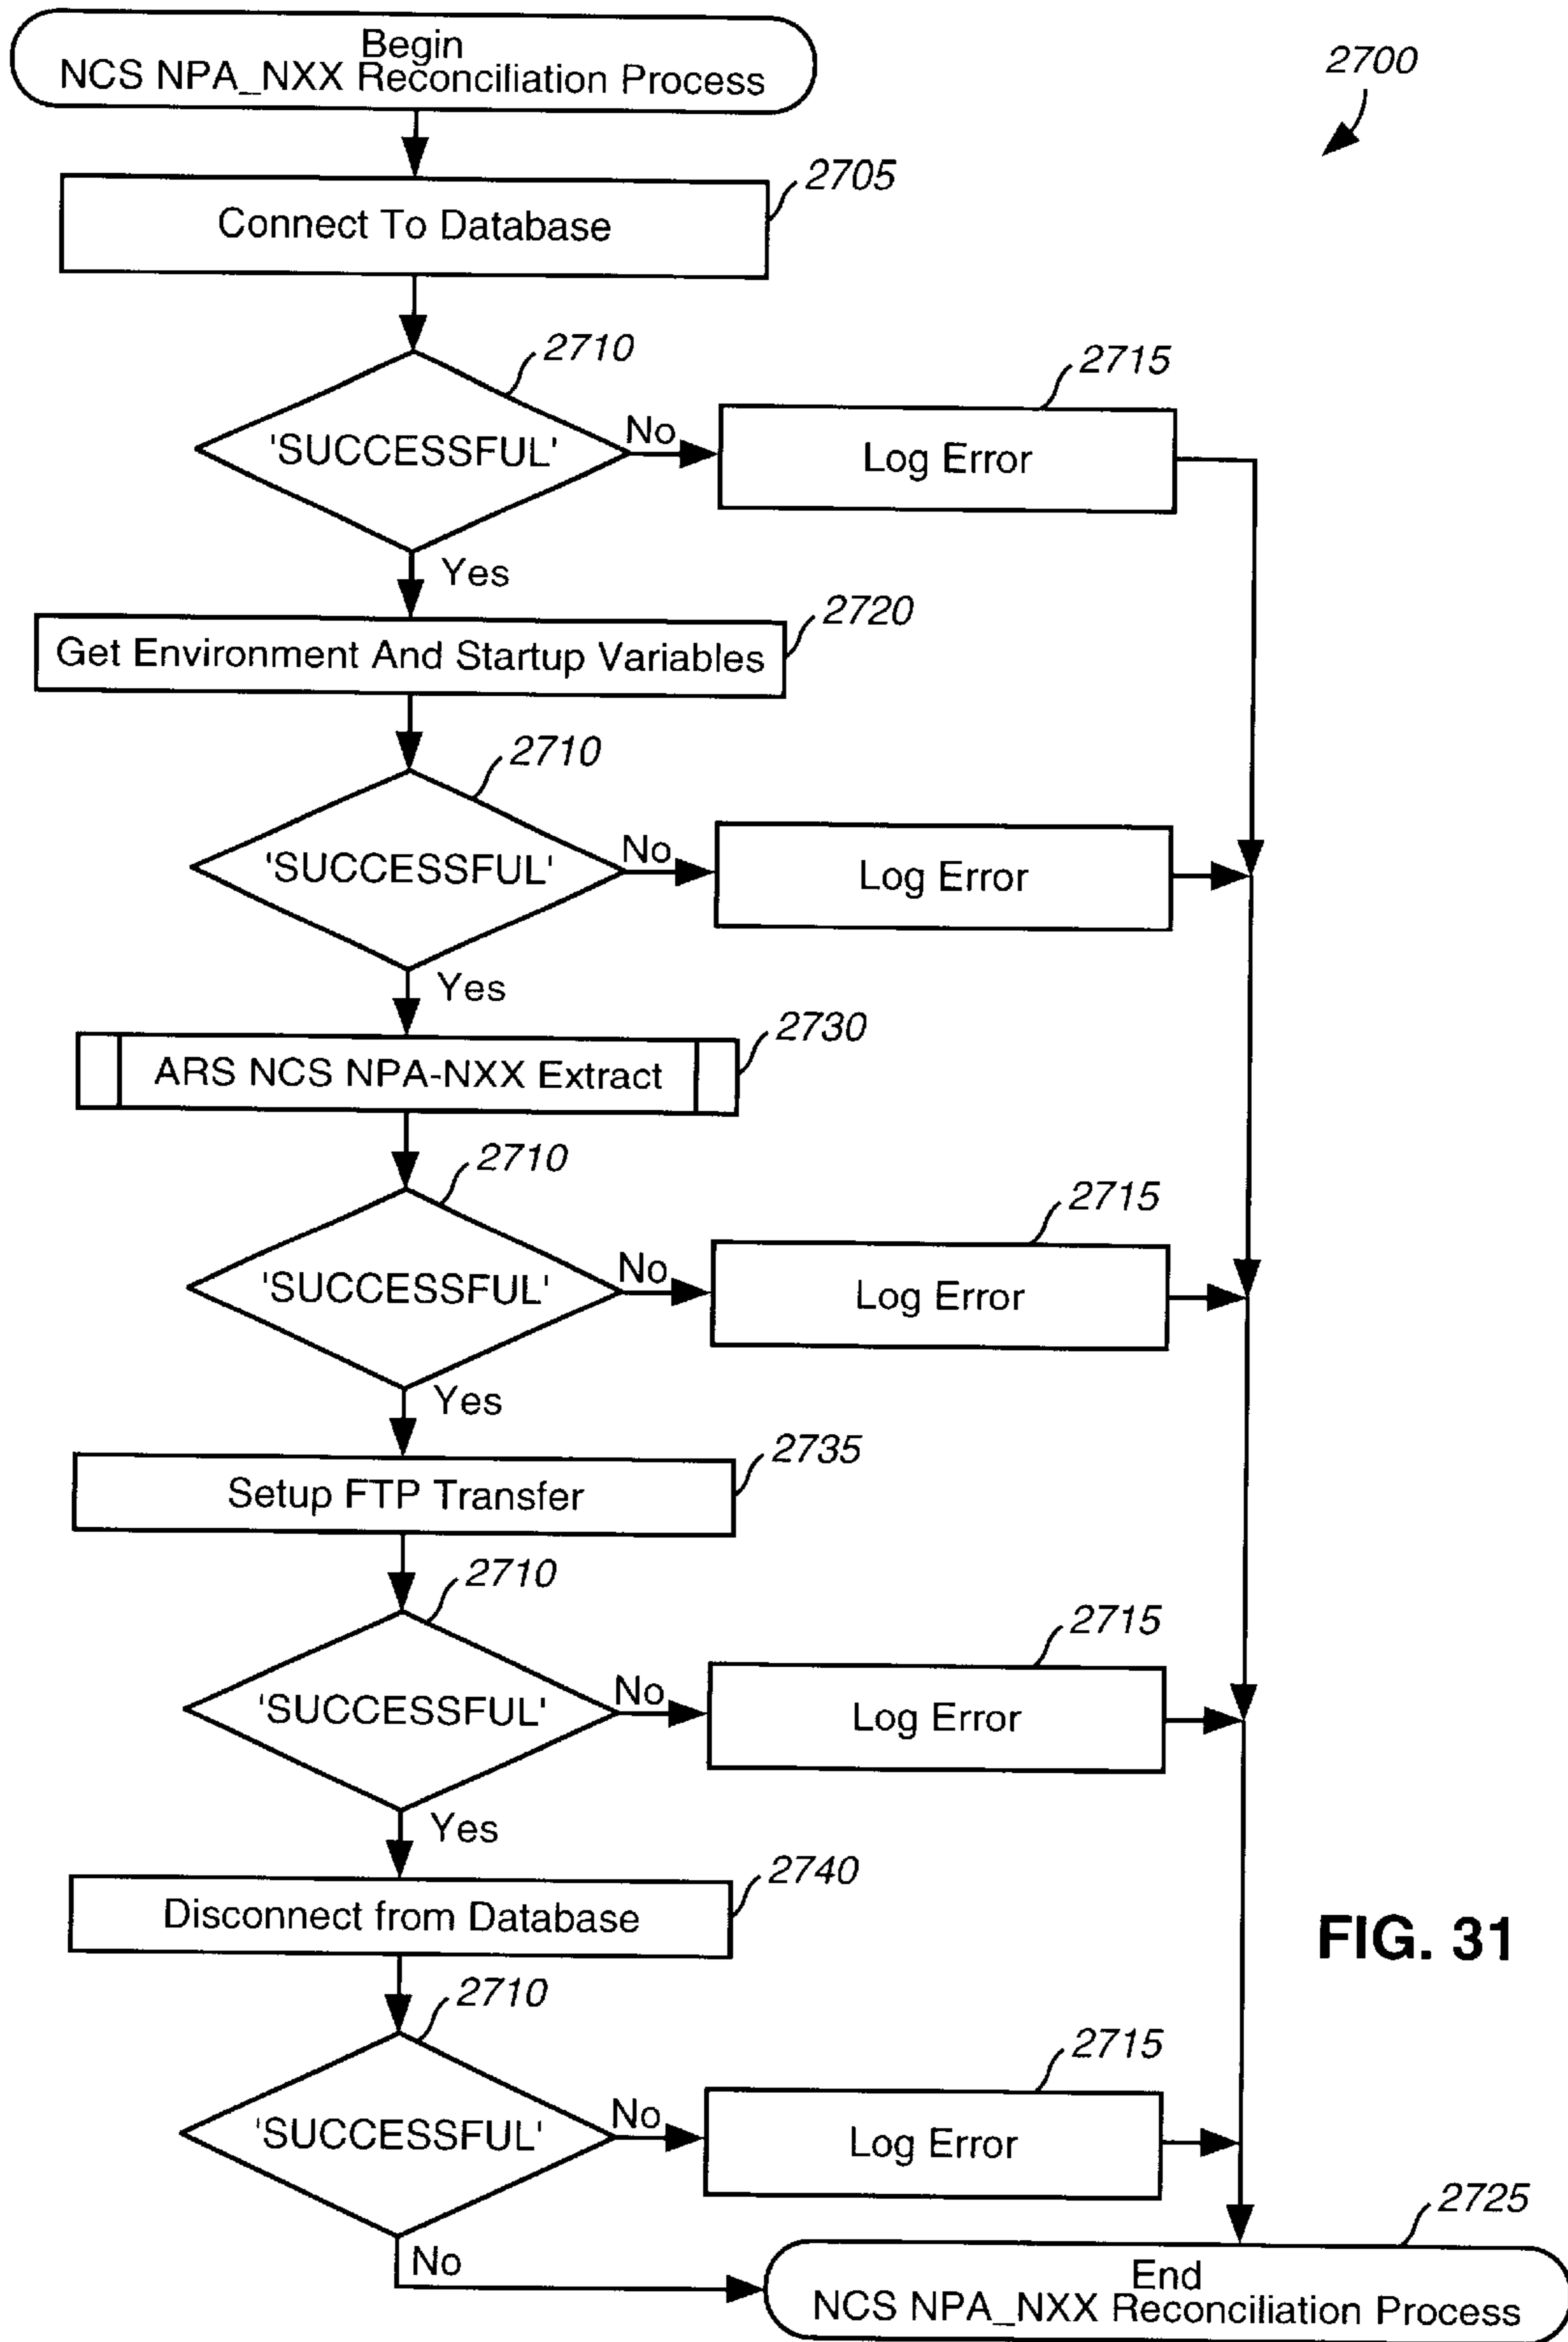 Begin
NCS NPA_NXX Reconciliation Process
2700
2705
Connect To Database
2710
2715
'SUCCESSFUL'
No
Log Error
Yes
2720
Get Environment And Startup Variables
2710
'SUCCESSFUL'
No
Log Error
Yes
2730
ARS NCS NPA-NXX Extract
2710
2715
'SUCCESSFUL'
No
Log Error
Yes
2735
Setup FTP Transfer
2710
2715
'SUCCESSFUL'
No
Log Error
Yes
2740
Disconnect from Database
FIG. 31
2710
2715
'SUCCESSFUL'
No
Log Error
2725
No
End
NCS NPA_NXX Reconciliation Process